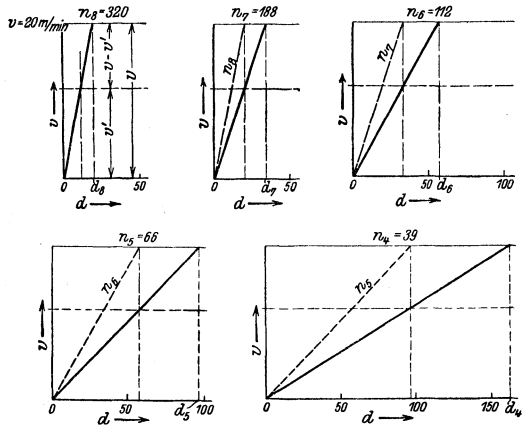 n₈=320 n₇=188 n₆=112
v=20m/min
v-v'
v
v'
v
n₈
v
n₇
v
0 d₈ 50
0 d₇ 50
0 50 d₆ 100
d
d
d
n₅=66 n₄=39
n₆
v
n₅
v
0 50 d₅ 100
0 50 100 150 d₄
d
d